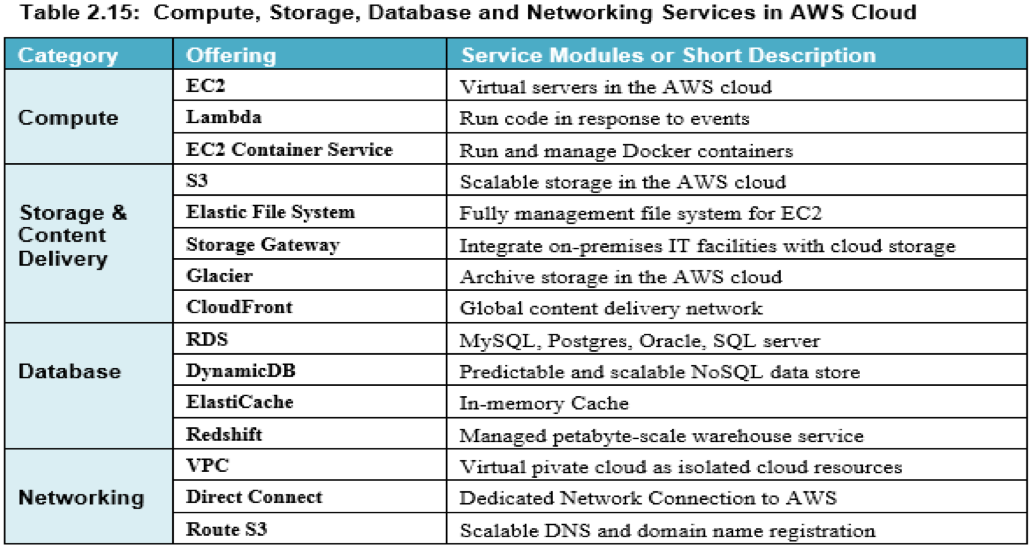 Table 2.15: Compute, Storage, Database and Networking Services in AWS Cloud
Category Offering Service Modules or Short Description
Compute
EC2 Virtual servers in the AWS cloud
Lambda Run code in response to events
EC2 Container Service Run and manage Docker containers
Storage &
Content
Delivery
S3 Scalable storage in the AWS cloud
Elastic File System Fully management file system for EC2
Storage Gateway Integrate on-premises IT facilities with cloud storage
Glacier Archive storage in the AWS cloud
CloudFront Global content delivery network
Database
RDS MySQL, Postgres, Oracle, SQL server
DynamicDB Predictable and scalable NoSQL data store
ElastiCache In-memory Cache
Redshift Managed petabyte-scale warehouse service
Networking
VPC Virtual pivate cloud as isolated cloud resources
Direct Connect Dedicated Network Connection to AWS
Route S3 Scalable DNS and domain name registration